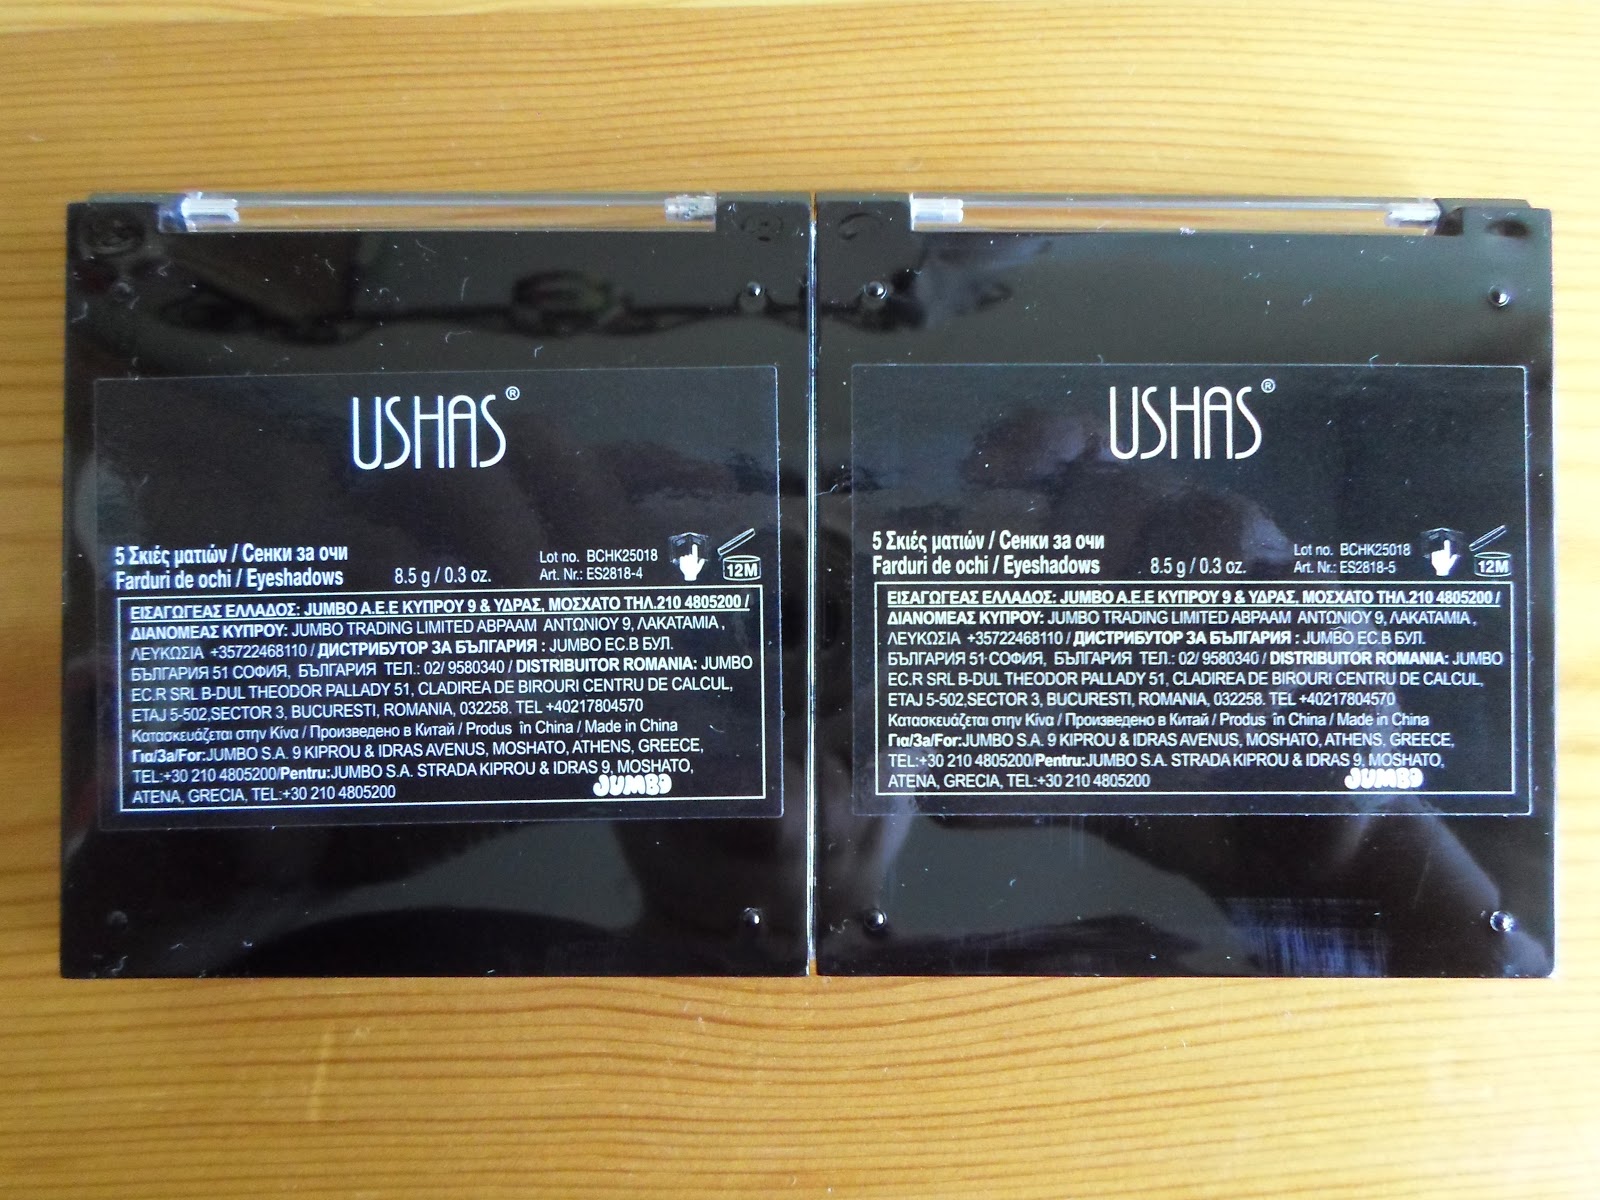 USHAS®
5 Σκιές ματιών / Сенки за очи
Farduri de ochi / Eyeshadows
8.5 g / 0.3 oz.
Lot no. BCHK25018
Art. Nr.: ES2818-4
12M
ΕΙΣΑΓΩΓΕΑΣ ΕΛΛΑΔΟΣ: JUMBO A.E.E ΚΥΠΡΟΥ 9 & ΥΔΡΑΣ, ΜΟΣΧΑΤΟ ΤΗΛ.210 4805200 /
ΔΙΑΝΟΜΕΑΣ ΚΥΠΡΟΥ: JUMBO TRADING LIMITED ΑΒΡΑΑΜ ΑΝΤΩΝΙΟΥ 9, ΛΑΚΑΤΑΜΙΑ ,
ΛΕΥΚΩΣΙΑ +35722468110 / ДИСТРИБУТОР ЗА БЪЛГАРИЯ : JUMBO EC.B БУЛ.
БЪЛГАРИЯ 51 СОФИЯ, БЪЛГАРИЯ ТЕЛ.: 02/ 9580340 / DISTRIBUITOR ROMANIA: JUMBO
EC.R SRL B-DUL THEODOR PALLADY 51, CLADIREA DE BIROURI CENTRU DE CALCUL,
ETAJ 5-502,SECTOR 3, BUCURESTI, ROMANIA, 032258. TEL +40217804570
Κατασκευάζεται στην Κίνα / Произведено в Китай / Produs în China / Made in China
Για/За/For:JUMBO S.A. 9 KIPROU & IDRAS AVENUS, MOSHATO, ATHENS, GREECE,
TEL:+30 210 4805200/Pentru:JUMBO S.A. STRADA KIPROU & IDRAS 9, MOSHATO,
ATENA, GRECIA, TEL:+30 210 4805200
JUMBO
USHAS®
5 Σκιές ματιών / Сенки за очи
Farduri de ochi / Eyeshadows
8.5 g / 0.3 oz.
Lot no. BCHK25018
Art. Nr.: ES2818-5
12M
ΕΙΣΑΓΩΓΕΑΣ ΕΛΛΑΔΟΣ: JUMBO A.E.E ΚΥΠΡΟΥ 9 & ΥΔΡΑΣ, ΜΟΣΧΑΤΟ ΤΗΛ.210 4805200 /
ΔΙΑΝΟΜΕΑΣ ΚΥΠΡΟΥ: JUMBO TRADING LIMITED ΑΒΡΑΑΜ ΑΝΤΩΝΙΟΥ 9, ΛΑΚΑΤΑΜΙΑ ,
ΛΕΥΚΩΣΙΑ +35722468110 / ДИСТРИБУТОР ЗА БЪЛГАРИЯ : JUMBO EC.B БУЛ.
БЪЛГАРИЯ 51 СОФИЯ, БЪЛГАРИЯ ТЕЛ.: 02/ 9580340 / DISTRIBUITOR ROMANIA: JUMBO
EC.R SRL B-DUL THEODOR PALLADY 51, CLADIREA DE BIROURI CENTRU DE CALCUL,
ETAJ 5-502,SECTOR 3, BUCURESTI, ROMANIA, 032258. TEL +40217804570
Κατασκευάζεται στην Κίνα / Произведено в Китай / Produs în China / Made in China
Για/За/For:JUMBO S.A. 9 KIPROU & IDRAS AVENUS, MOSHATO, ATHENS, GREECE,
TEL:+30 210 4805200/Pentru:JUMBO S.A. STRADA KIPROU & IDRAS 9, MOSHATO,
ATENA, GRECIA, TEL:+30 210 4805200
JUMBO